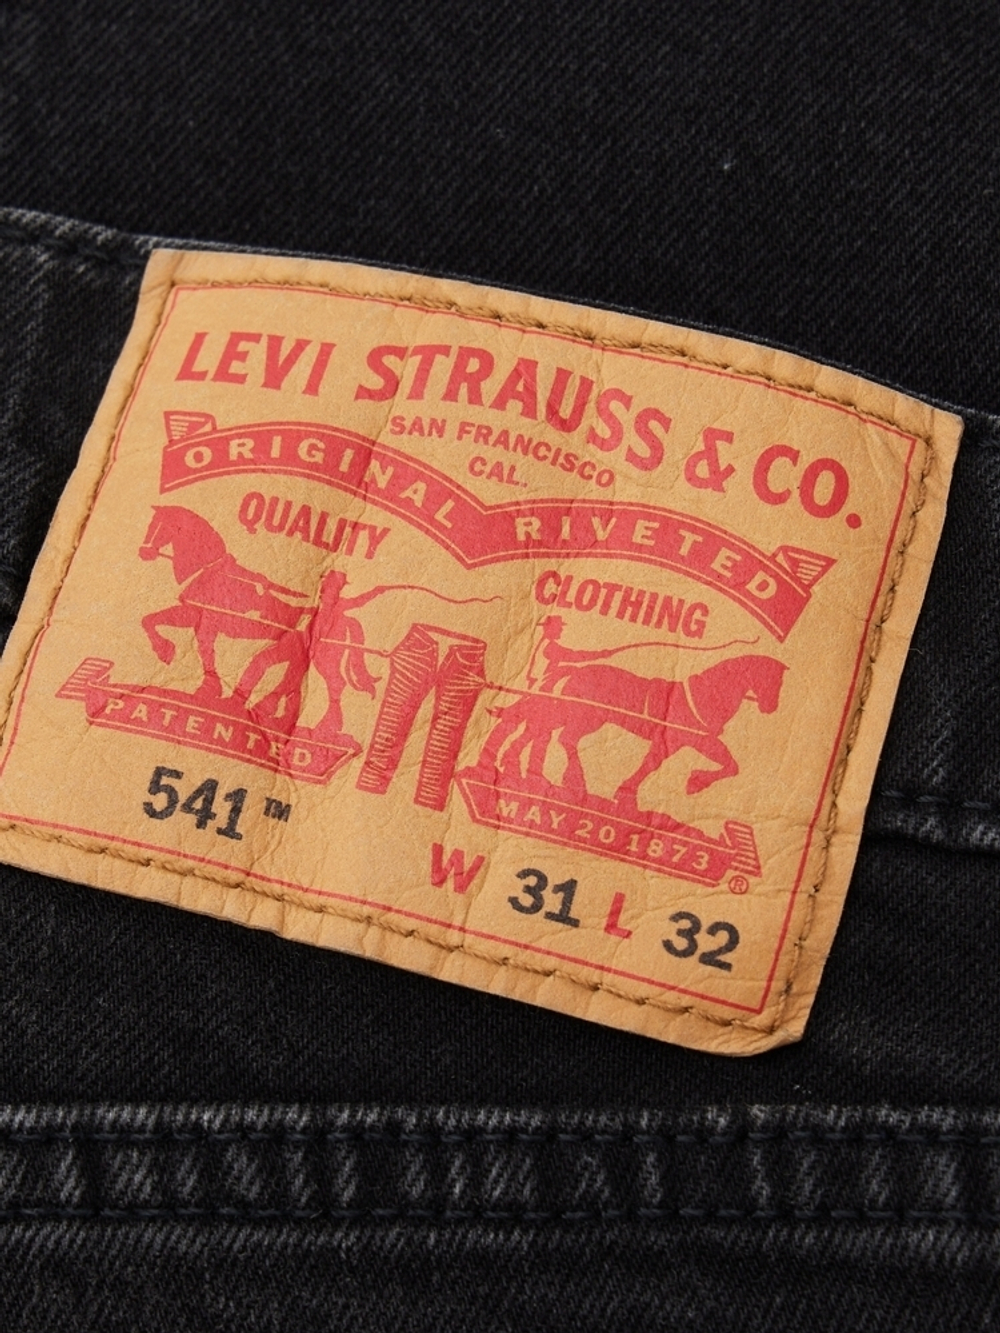 LEVI STRAUSS & CO.
SAN FRANCISCO
CAL.
ORIGINAL RIVETED
QUALITY
CLOTHING
PATENTED
MAY 20 1873
®
541™
W 31 L 32